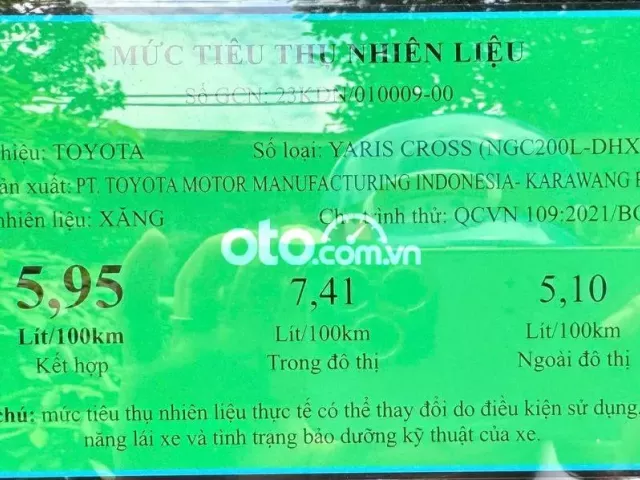 MỨC TIÊU THỤ NHIÊN LIỆU
Số GCN: 23KDN/010009-00
hiệu: TOYOTA Số loại: YARIS CROSS (NGC200L-DHX
ản xuất: PT. TOYOTA MOTOR MANUFACTURING INDONESIA- KARAWANG
nhiên liệu: XĂNG trình thử: QCVN 109:2021/BG
oto.com.vn
5,95 7,41 5,10
Lít/100km Lít/100km Lít/100km
Kết hợp Trong đô thị Ngoài đô thị
chú: mức tiêu thụ nhiên liệu thực tế có thể thay đổi do điều kiện sử dụng,
năng lái xe và tình trạng bảo dưỡng kỹ thuật của xe.